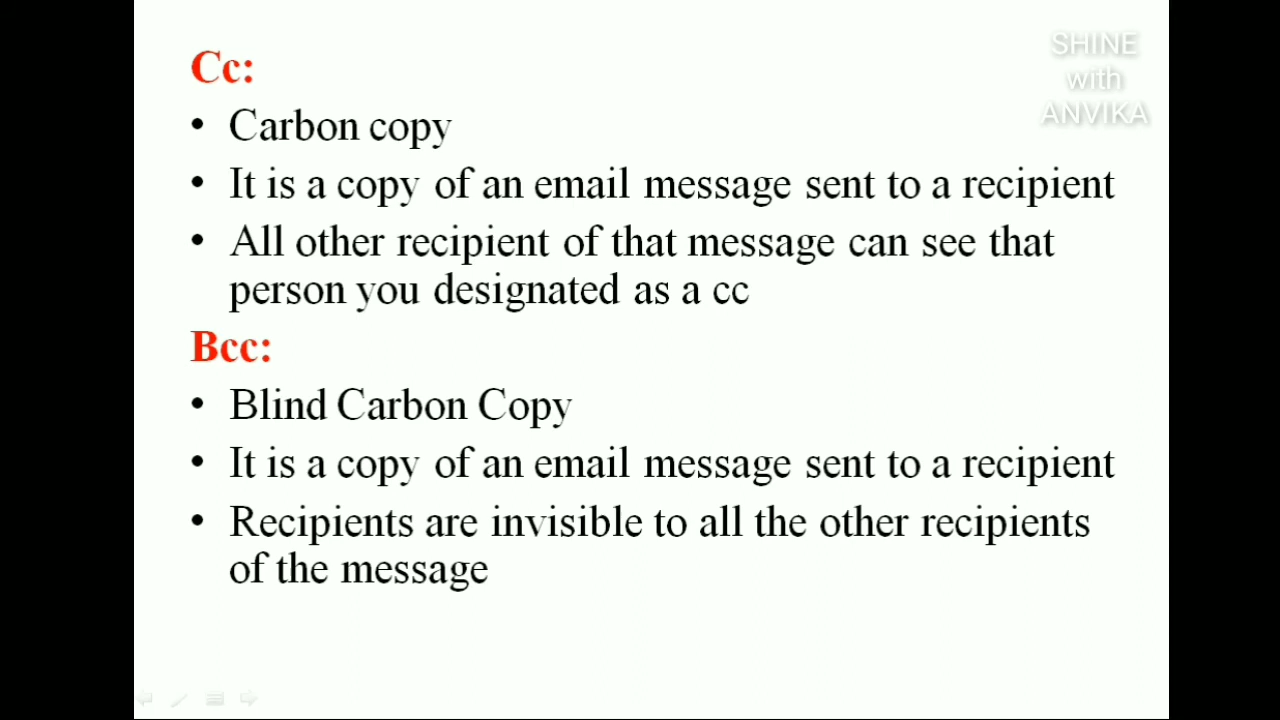 Cc:
SHINE
with
ANVIKA
• Carbon copy
• It is a copy of an email message sent to a recipient
• All other recipient of that message can see that
person you designated as a cc
Bcc:
• Blind Carbon Copy
• It is a copy of an email message sent to a recipient
• Recipients are invisible to all the other recipients
of the message